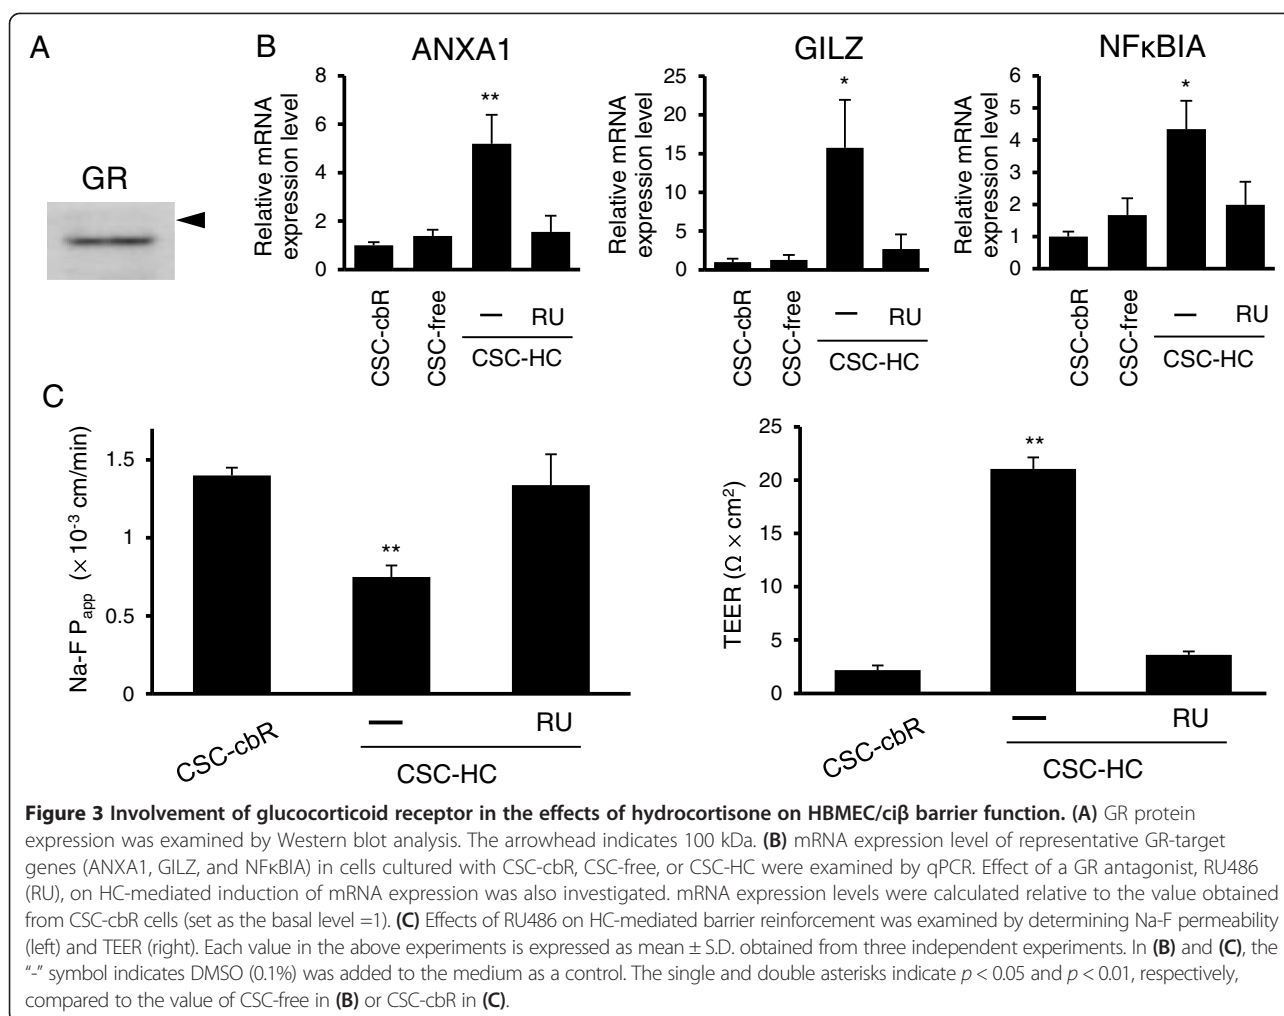 A
GR
B
ANXA1
Relative mRNA
expression level
8
6
4
2
0
**
CSC-cbR
CSC-free
—
RU
CSC-HC
GILZ
Relative mRNA
expression level
25
20
15
10
5
0
*
CSC-cbR
CSC-free
—
RU
CSC-HC
NFκBIA
Relative mRNA
expression level
6
5
4
3
2
1
0
*
CSC-cbR
CSC-free
—
RU
CSC-HC
C
Na-F Papp (× 10-3 cm/min)
1.5
1
0.5
0
**
CSC-cbR
—
RU
CSC-HC
TEER (Ω × cm2)
25
20
15
10
5
0
**
CSC-cbR
—
RU
CSC-HC
Figure 3 Involvement of glucocorticoid receptor in the effects of hydrocortisone on HBMEC/ciβ barrier function. (A) GR protein
expression was examined by Western blot analysis. The arrowhead indicates 100 kDa. (B) mRNA expression level of representative GR-target
genes (ANXA1, GILZ, and NFκBIA) in cells cultured with CSC-cbR, CSC-free, or CSC-HC were examined by qPCR. Effect of a GR antagonist, RU486
(RU), on HC-mediated induction of mRNA expression was also investigated. mRNA expression levels were calculated relative to the value obtained
from CSC-cbR cells (set as the basal level =1). (C) Effects of RU486 on HC-mediated barrier reinforcement was examined by determining Na-F permeability
(left) and TEER (right). Each value in the above experiments is expressed as mean ± S.D. obtained from three independent experiments. In (B) and (C), the
“-” symbol indicates DMSO (0.1%) was added to the medium as a control. The single and double asterisks indicate p < 0.05 and p < 0.01, respectively,
compared to the value of CSC-free in (B) or CSC-cbR in (C).